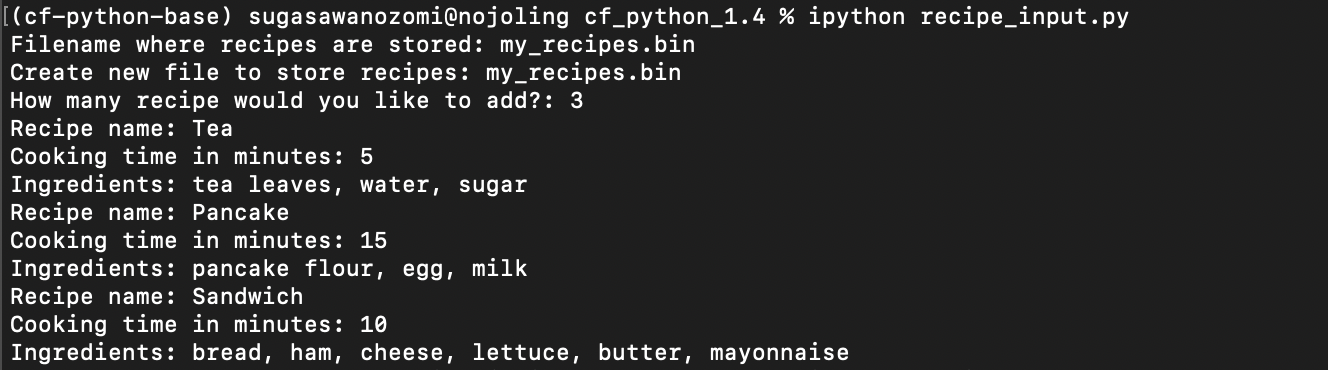 [(cf-python-base) sugasawanozomi@nojoling cf_python_1.4 % ipython recipe_input.py
Filename where recipes are stored: my_recipes.bin
Create new file to store recipes: my_recipes.bin
How many recipe would you like to add?: 3
Recipe name: Tea
Cooking time in minutes: 5
Ingredients: tea leaves, water, sugar
Recipe name: Pancake
Cooking time in minutes: 15
Ingredients: pancake flour, egg, milk
Recipe name: Sandwich
Cooking time in minutes: 10
Ingredients: bread, ham, cheese, lettuce, butter, mayonnaise